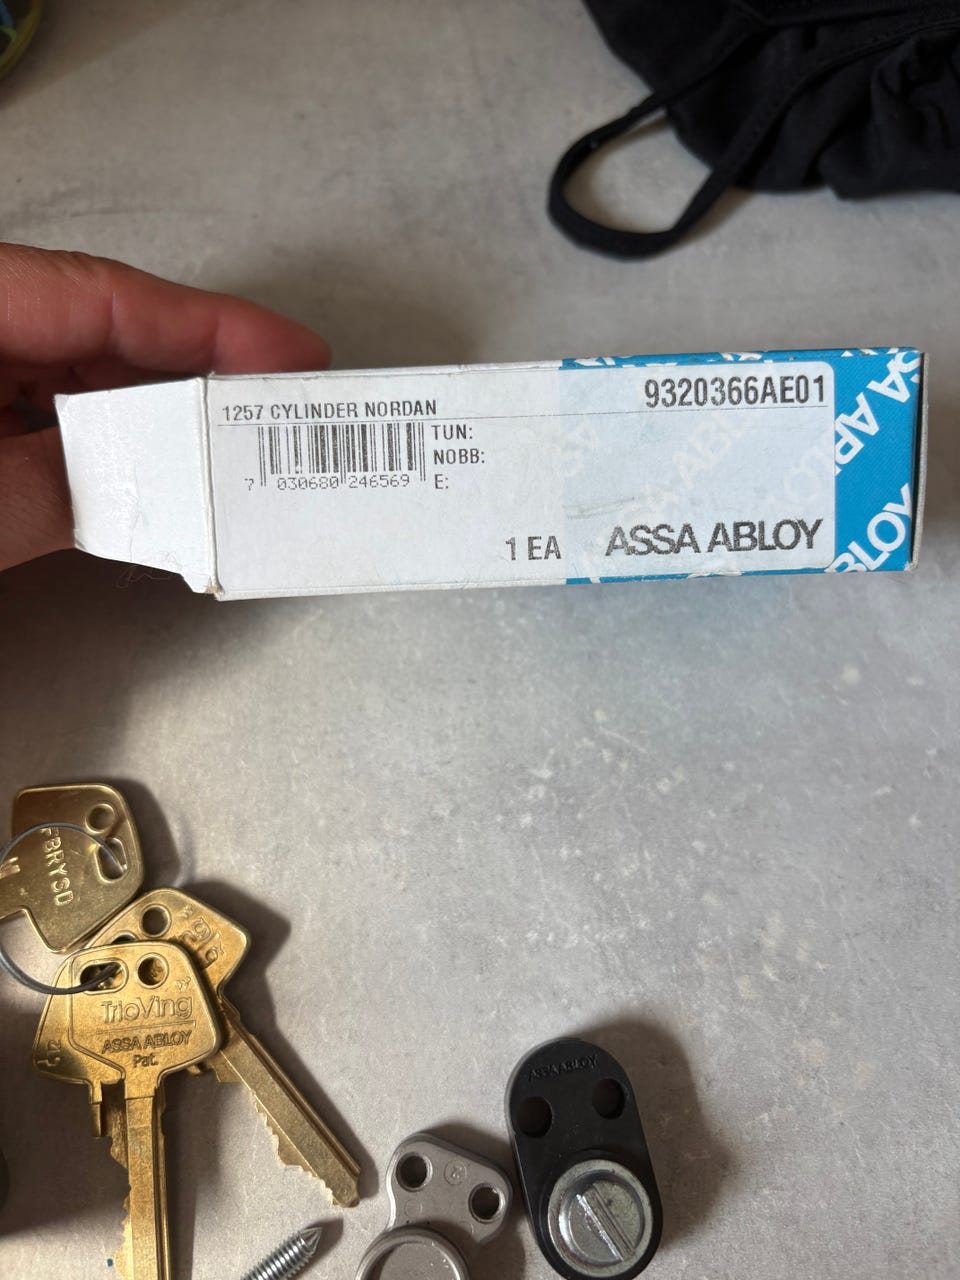 1257 CYLINDER NORDAN
9320366AE01
TUN:
NOBB:
7 030680 246569
E:
1 EA
ASSA ABLOY
TrioVing
ASSA ABLOY
Pat.
ASSA ABLOY